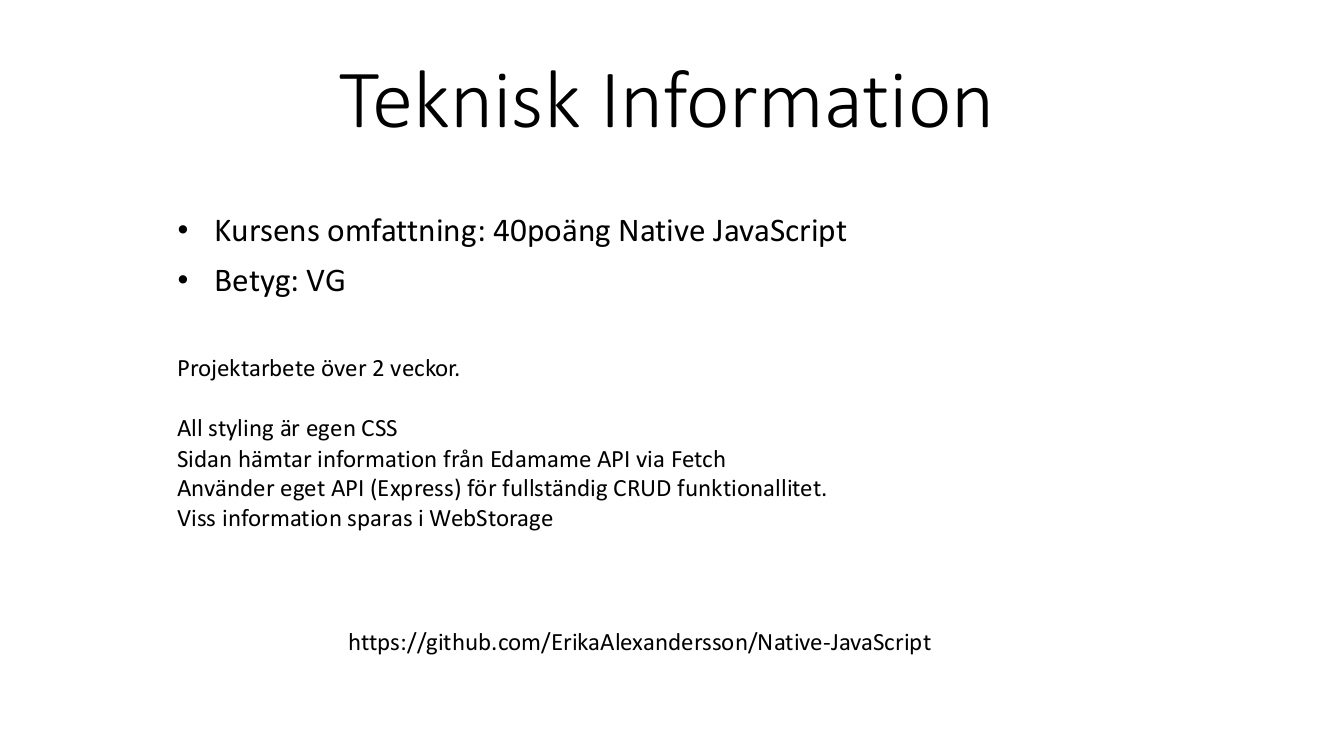 Teknisk Information
• Kursens omfattning: 40poäng Native JavaScript
• Betyg: VG
Projektarbete över 2 veckor.
All styling är egen CSS
Sidan hämtar information från Edamame API via Fetch
Använder eget API (Express) för fullständig CRUD funktionallitet.
Viss information sparas i WebStorage
https://github.com/ErikaAlexandersson/Native-JavaScript